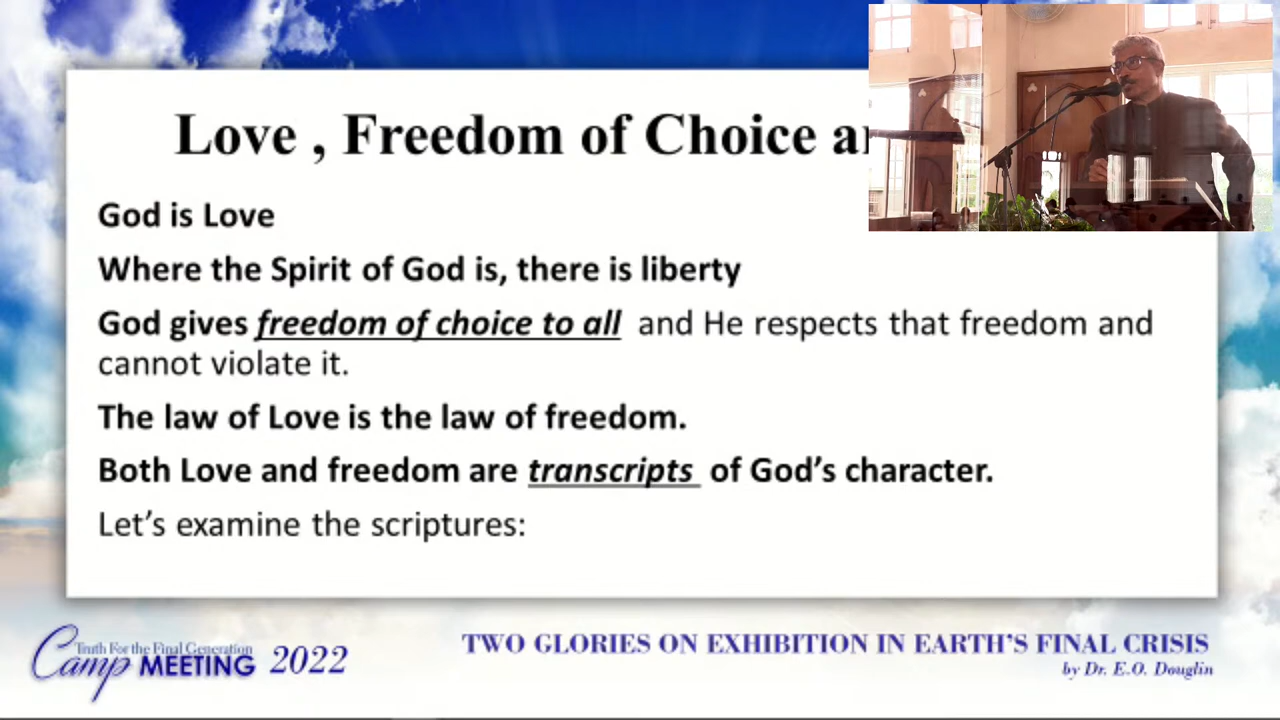 Love , Freedom of Choice
God is Love
Where the Spirit of God is, there is liberty
God gives freedom of choice to all and He respects that freedom and
cannot violate it.
The law of Love is the law of freedom.
Both Love and freedom are transcripts of God's character.
Let's examine the scriptures:
Truth For the Final Generation
Camp MEETING 2022
TWO GLORIES ON EXHIBITION IN EARTH'S FINAL CRISIS
by Dr. E.O. Douglin